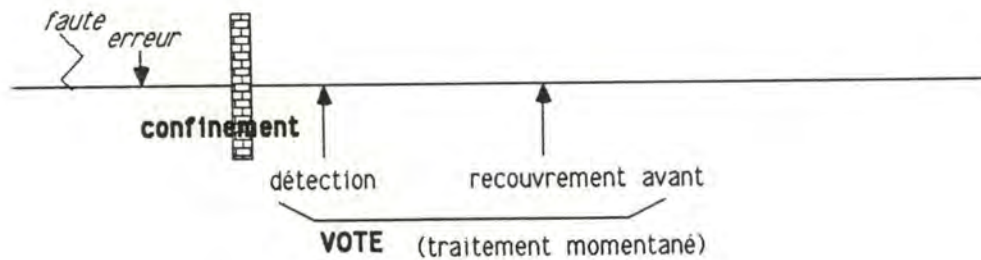 faute
erreur
confinement
détection
recouvrement avant
VOTE (traitement momentané)